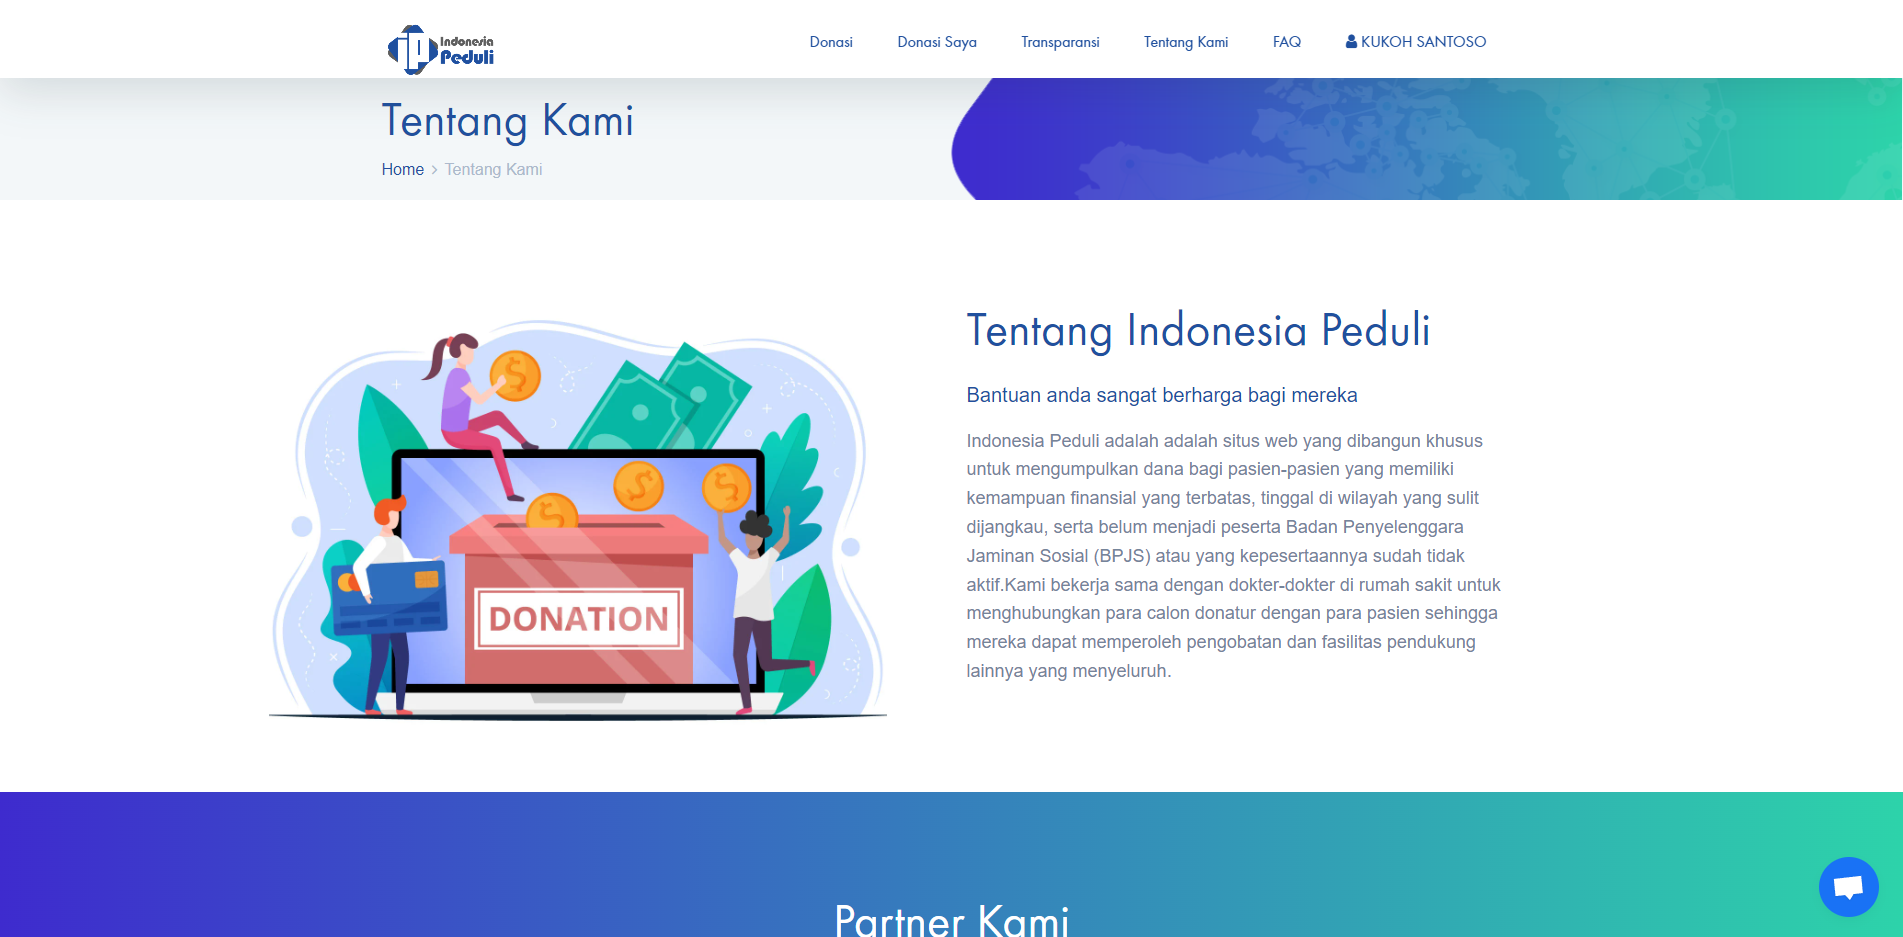 Indonesia
Peduli
Donasi
Donasi Saya
Transparansi
Tentang Kami
FAQ
KUKOH SANTOSO
Tentang Kami
Home > Tentang Kami
DONATION
Tentang Indonesia Peduli
Bantuan anda sangat berharga bagi mereka
Indonesia Peduli adalah adalah situs web yang dibangun khusus
untuk mengumpulkan dana bagi pasien-pasien yang memiliki
kemampuan finansial yang terbatas, tinggal di wilayah yang sulit
dijangkau, serta belum menjadi peserta Badan Penyelenggara
Jaminan Sosial (BPJS) atau yang kepesertaannya sudah tidak
aktif.Kami bekerja sama dengan dokter-dokter di rumah sakit untuk
menghubungkan para calon donatur dengan para pasien sehingga
mereka dapat memperoleh pengobatan dan fasilitas pendukung
lainnya yang menyeluruh.
Partner Kami